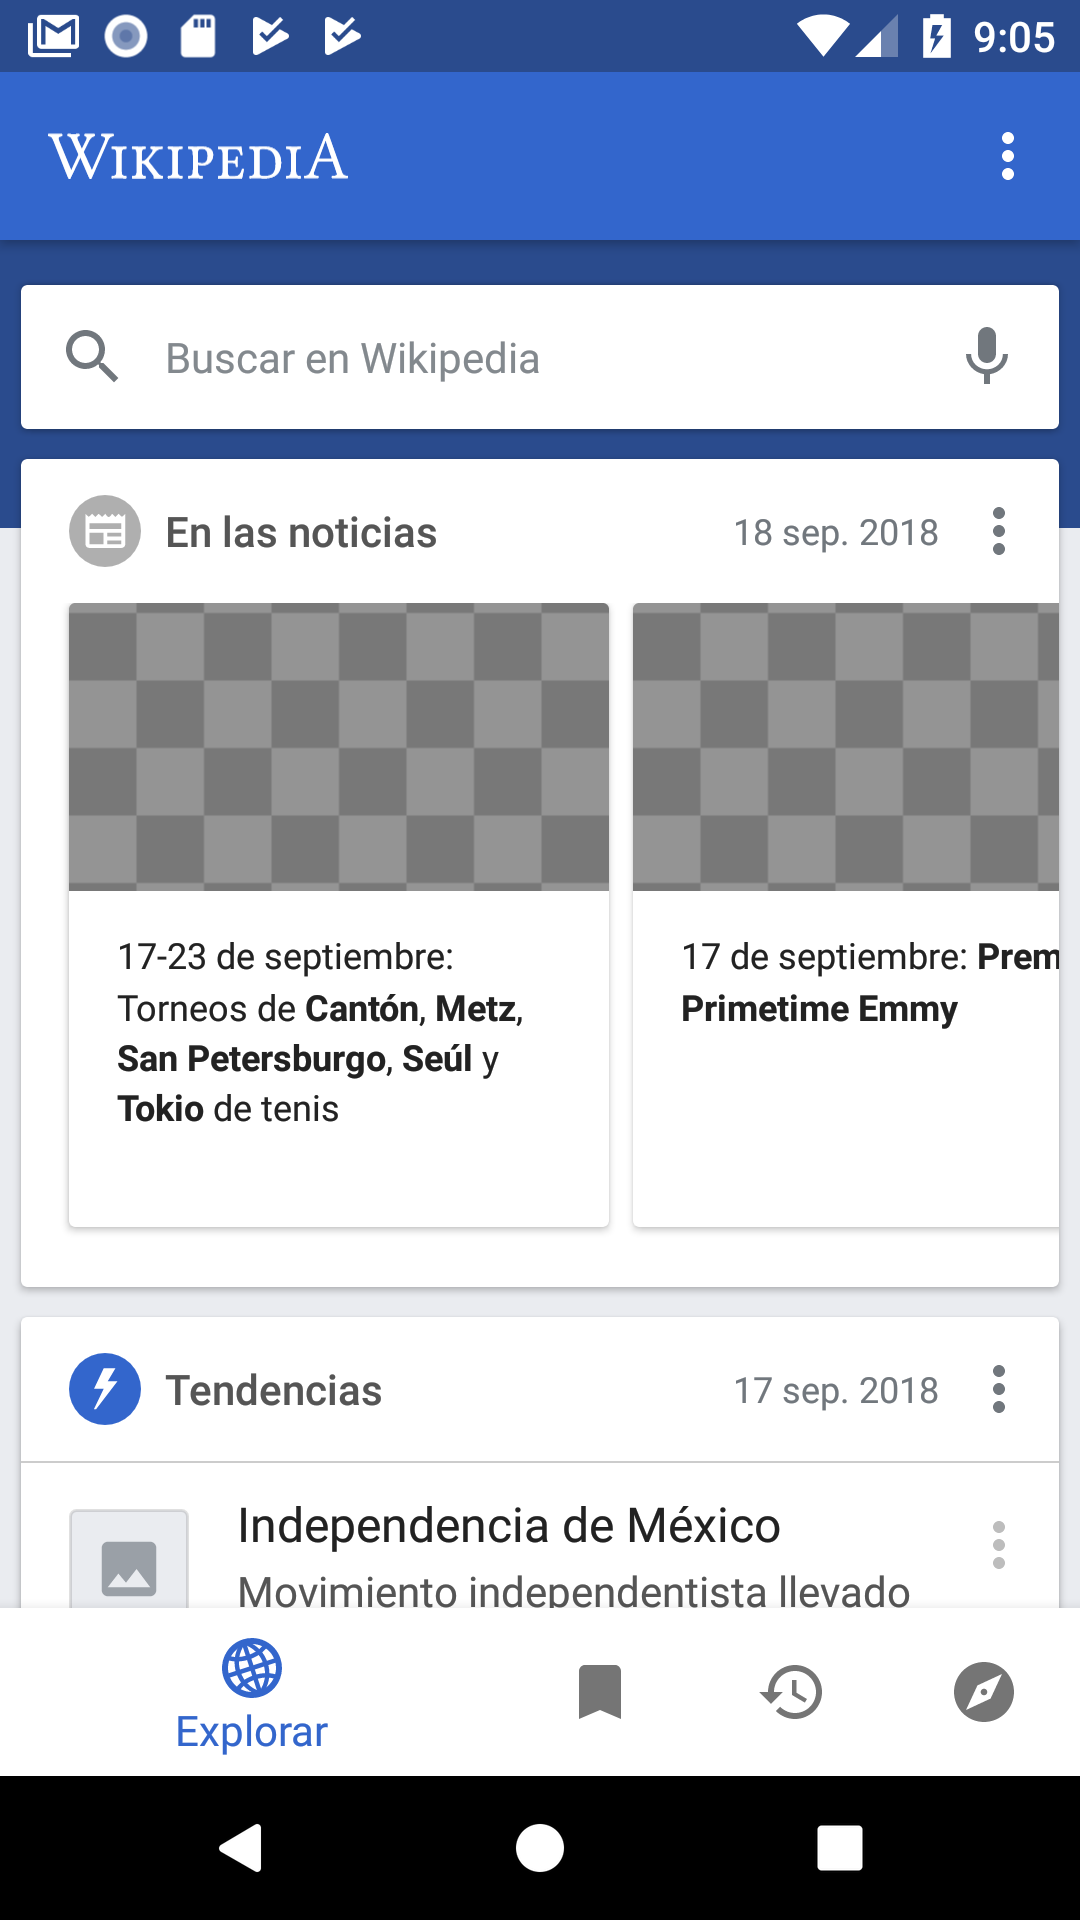 9:05
WIKIPEDIA
Buscar en Wikipedia
En las noticias
18 sep. 2018
17-23 de septiembre:
Torneos de Cantón, Metz,
San Petersburgo, Seúl y
Tokio de tenis
17 de septiembre: Prem
Primetime Emmy
Tendencias
17 sep. 2018
Independencia de México
Movimiento independentista llevado
Explorar